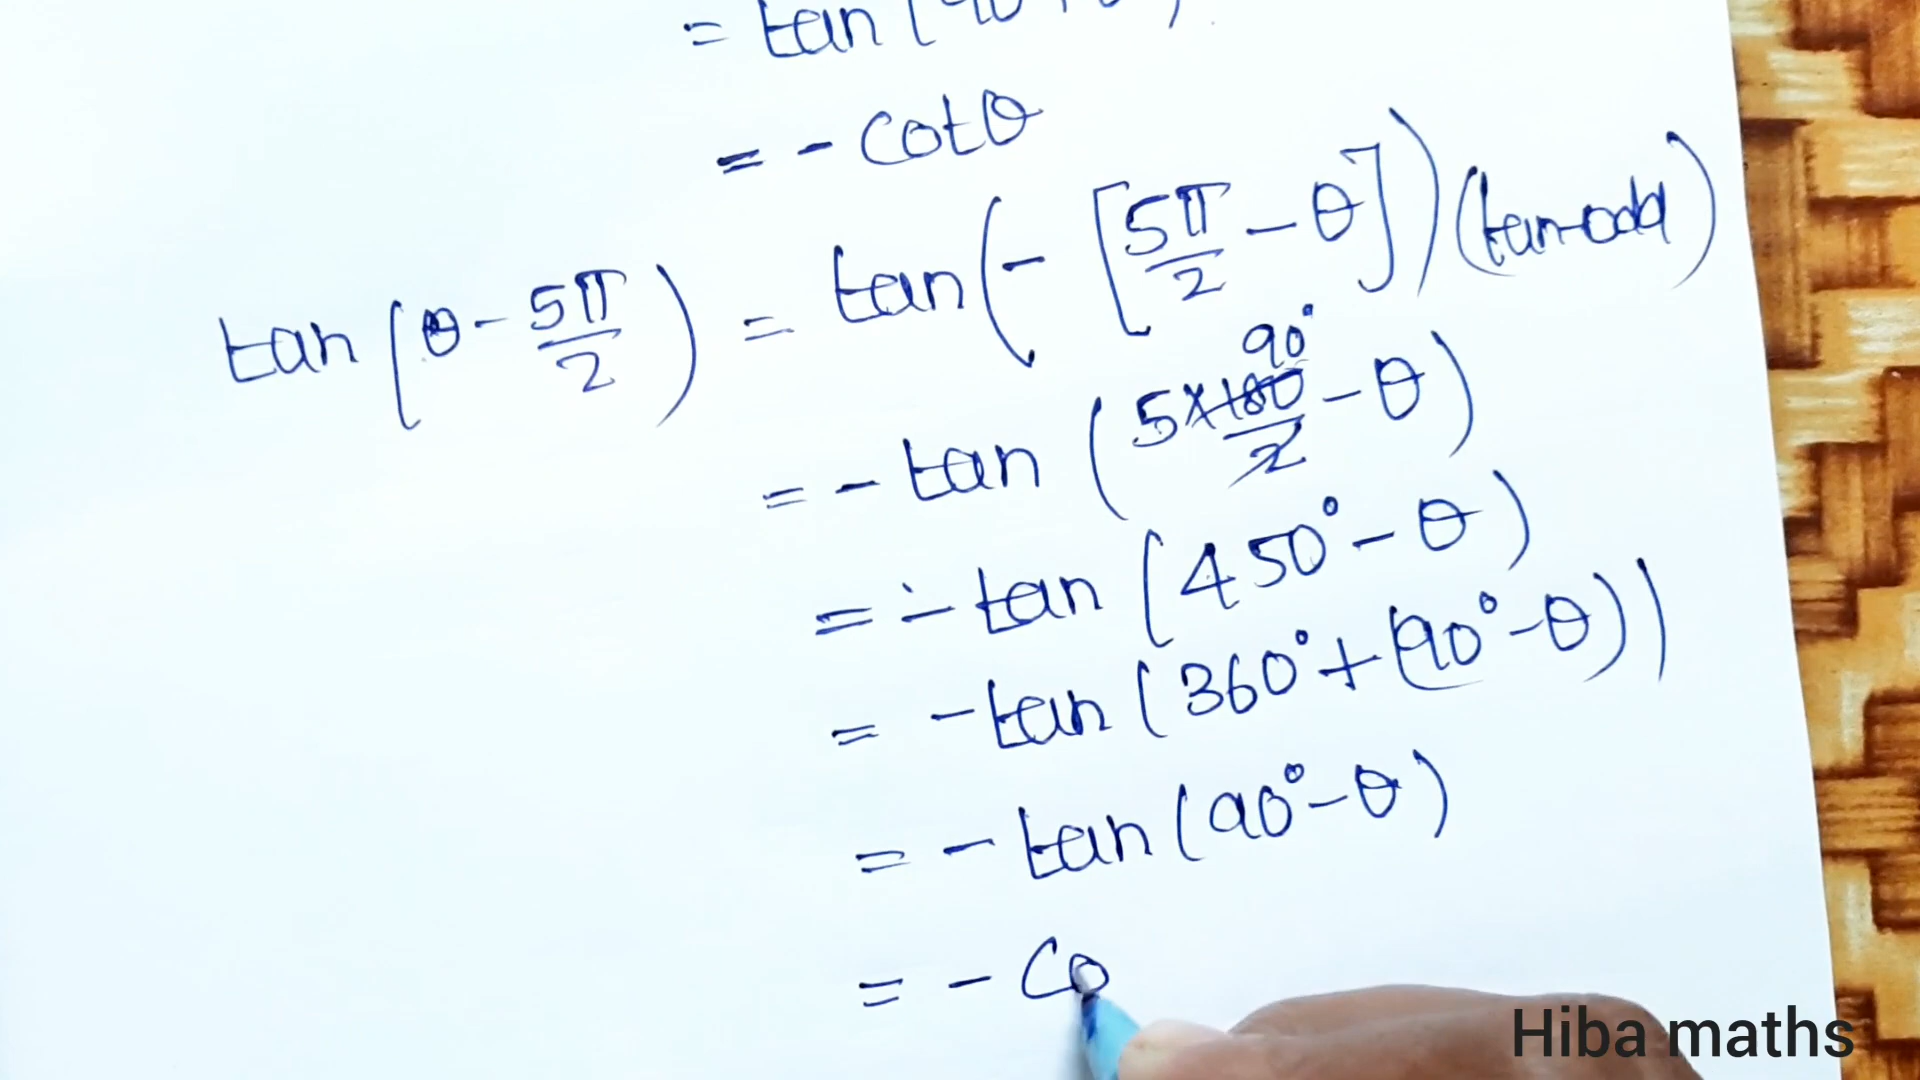 = tan (90
= - cotθ
tan (θ - 5π/2) = tan (- [5π/2 - θ]) (tan-odd)
90°
= - tan (5×180/2 - θ)
= - tan (450° - θ)
= - tan (360° + (90° - θ))
= - tan (90° - θ)
= - Co
Hiba maths